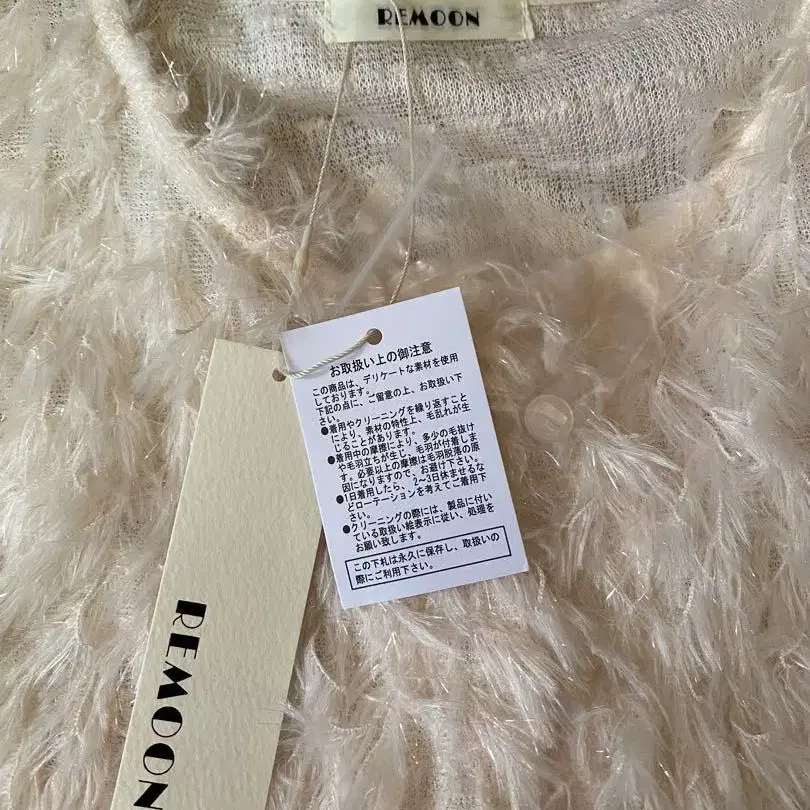 REMOON
お取扱い上の御注意
この商品は、デリケートな素材を使用
しております。
下記の点に、ご留意の上、お取扱い下
さい。
●着用やクリーニングを繰り返すこと
により、素材の特性上、毛乱れが生
じることがあります。
●着用中の摩擦により、多少の毛抜け
や毛羽立ちが生じ、毛羽が付着しま
す。必要以上の摩擦は毛羽脱落の原
因になりますので、お避け下さい。
●1日着用したら、2〜3日休ませるな
どローテーションを考えてご着用下
さい。
●クリーニングの際には、製品に付い
ている取扱い絵表示に従い、処理を
お願い致します。
この下札は永久に保存し、取扱いの
際にご利用下さい。
REMOON